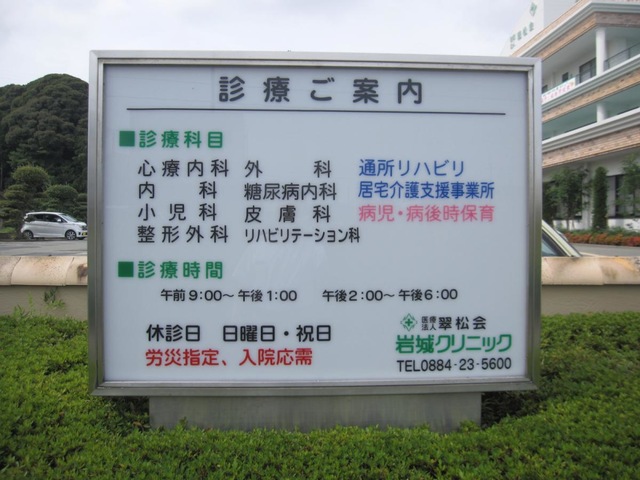 診療ご案内
■診療科目
心療内科 外科 通所リハビリ
内科 糖尿病内科 居宅介護支援事業所
小児科 皮膚科 病児・病後時保育
整形外科 リハビリテーション科
■診療時間
午前9:00～午後1:00 午後2:00～午後6:00
休診日 日曜日・祝日
労災指定、入院応需
医療法人 翠松会
岩城クリニック
TEL0884-23-5600